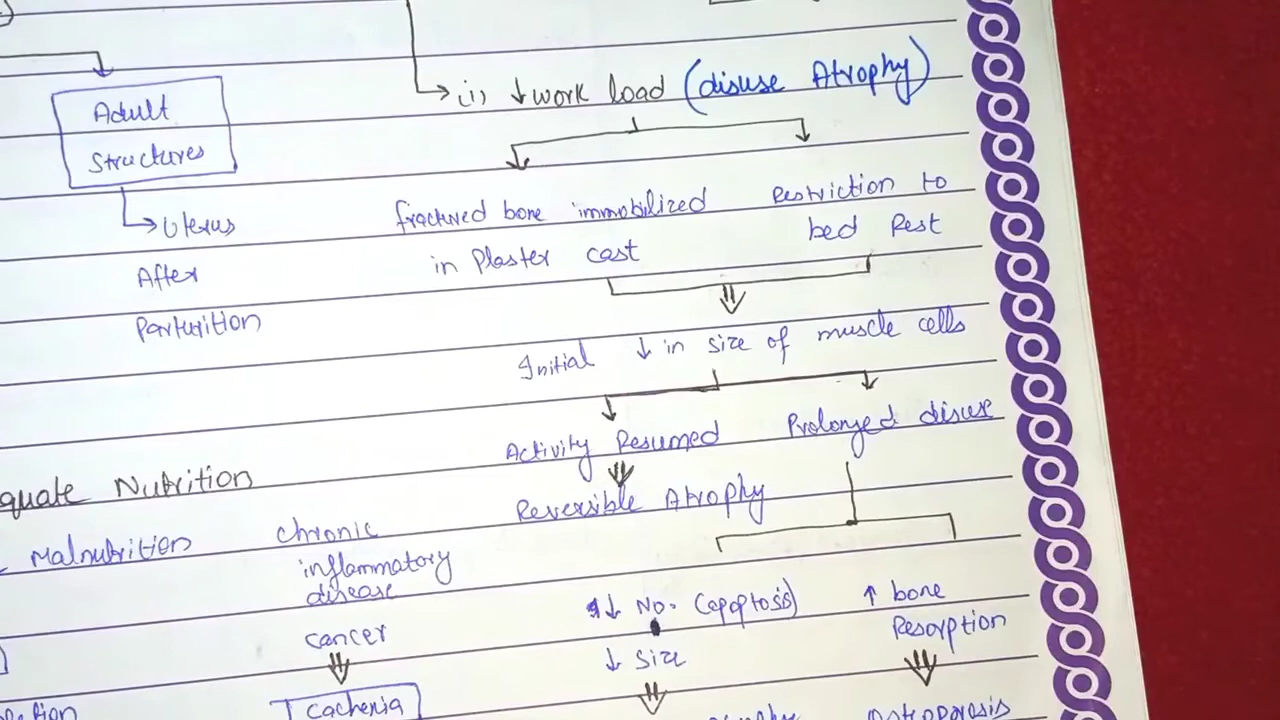 (i) ↓ work load (disuse Atrophy)
Adult
Structures
↳ Uterus
After
Parturition
fractured bone immobilized
in Plaster cast
Restriction to
bed Rest
Initial ↓ in size of muscle cells
Activity Resumed
Prolonged disuse
Reversible Atrophy
quate Nutrition
Malnutrition
chronic
inflammatory
disease
cancer
cachexia
↓ No. (apoptosis)
↓ size
↑ bone
Resorption
Osteoporosis